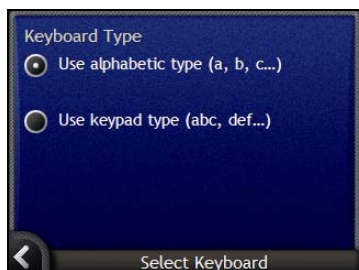 Keyboard Type
Use alphabetic type (a, b, c...)
Use keypad type (abc, def...)
Select Keyboard